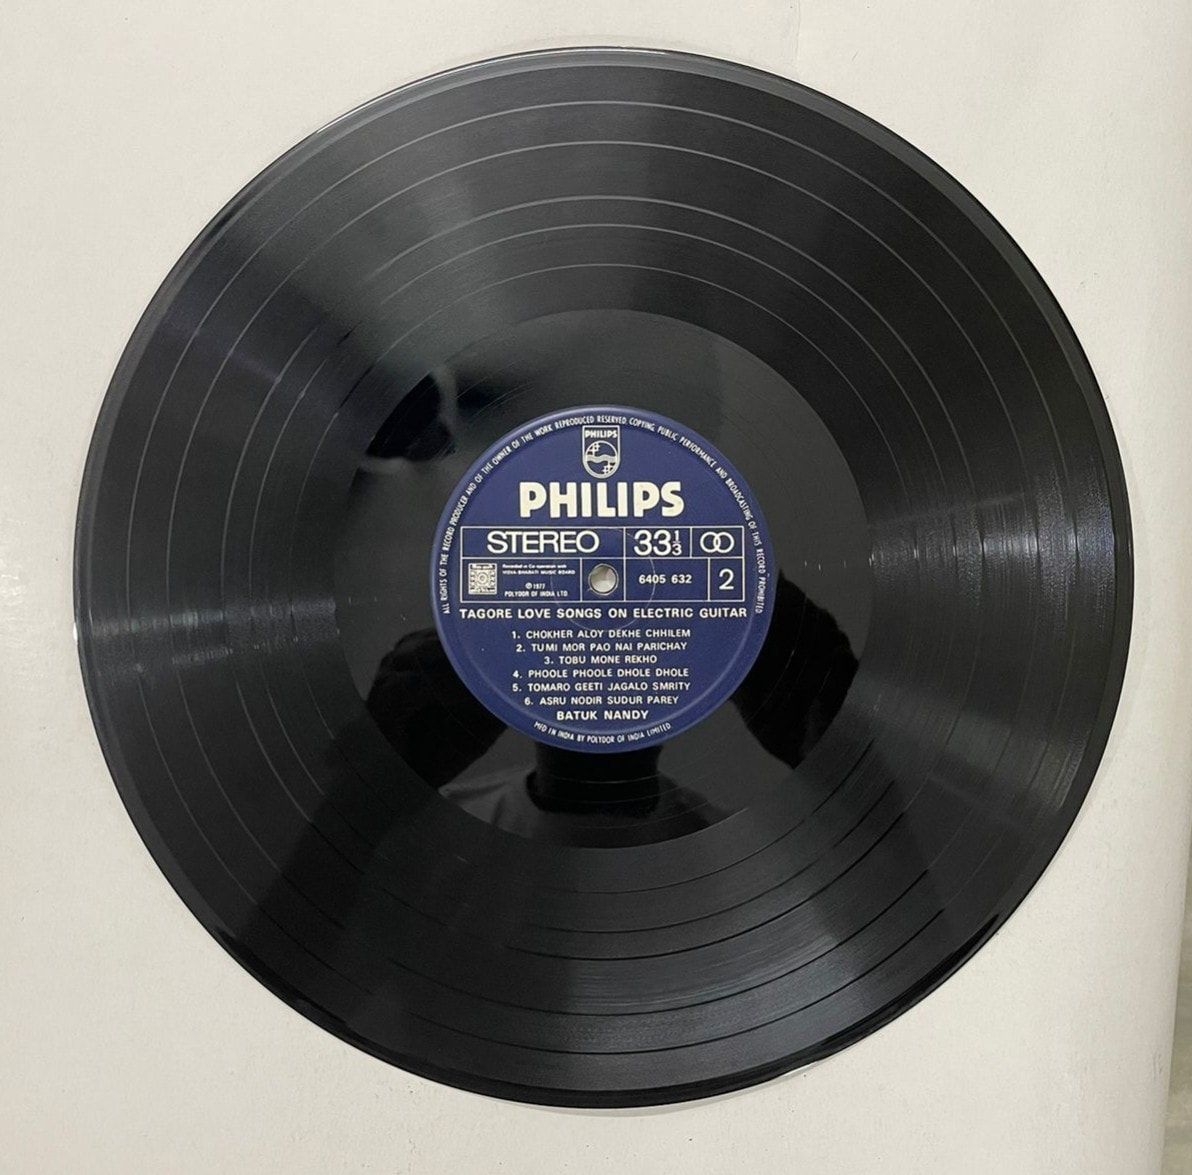 ALL RIGHTS OF THE RECORD PRODUCER AND OF THE OWNER OF THE WORK REPRODUCED RESERVED. COPYING, PUBLIC PERFORMANCE AND BROADCASTING OF THIS RECORD PROHIBITED
PHILIPS
PHILIPS
STEREO 33⅓
Recorded in Co-operation with
VISVA-BHARATI MUSIC BOARD
℗ 1977
POLYDOR OF INDIA LTD
6405 632
2
TAGORE LOVE SONGS ON ELECTRIC GUITAR
1. CHOKHER ALOY DEKHE CHHILEM
2. TUMI MOR PAO NAI PARICHAY
3. TOBU MONE REKHO
4. PHOOLE PHOOLE DHOLE DHOLE
5. TOMARO GEETI JAGALO SMRITY
6. ASRU NODIR SUDUR PAREY
BATUK NANDY
MFD IN INDIA BY POLYDOR OF INDIA LIMITED